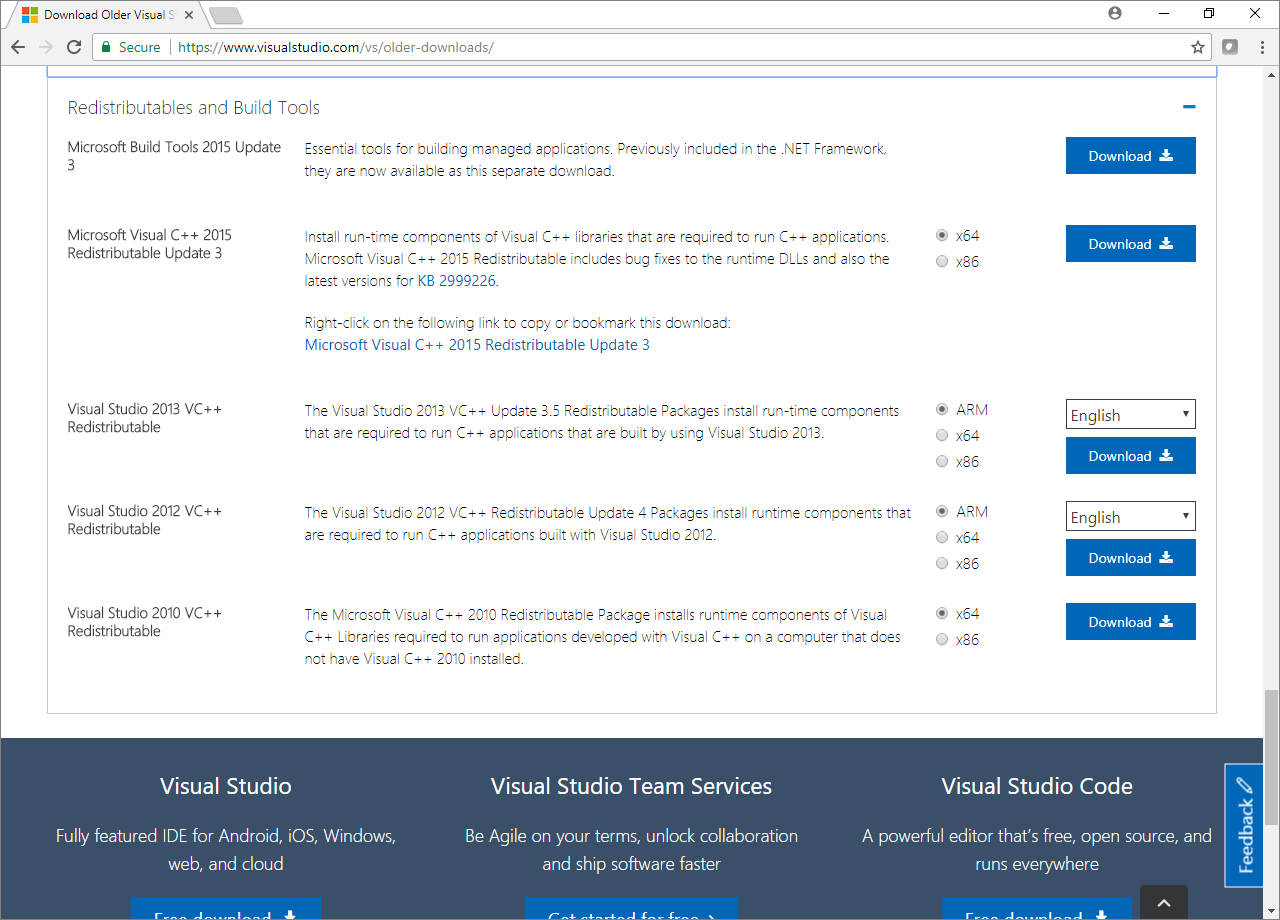 Download Older Visual S
Secure
https://www.visualstudio.com/vs/older-downloads/
Redistributables and Build Tools
Microsoft Build Tools 2015 Update
3
Essential tools for building managed applications. Previously included in the .NET Framework,
they are now available as this separate download.
Download
Microsoft Visual C++ 2015
Redistributable Update 3
Install run-time components of Visual C++ libraries that are required to run C++ applications.
Microsoft Visual C++ 2015 Redistributable includes bug fixes to the runtime DLLs and also the
latest versions for KB 2999226.
Right-click on the following link to copy or bookmark this download:
Microsoft Visual C++ 2015 Redistributable Update 3
x64
x86
Download
Visual Studio 2013 VC++
Redistributable
The Visual Studio 2013 VC++ Update 3.5 Redistributable Packages install run-time components
that are required to run C++ applications that are built by using Visual Studio 2013.
ARM
x64
x86
English
Download
Visual Studio 2012 VC++
Redistributable
The Visual Studio 2012 VC++ Redistributable Update 4 Packages install runtime components that
are required to run C++ applications built with Visual Studio 2012.
ARM
x64
x86
English
Download
Visual Studio 2010 VC++
Redistributable
The Microsoft Visual C++ 2010 Redistributable Package installs runtime components of Visual
C++ Libraries required to run applications developed with Visual C++ on a computer that does
not have Visual C++ 2010 installed.
x64
x86
Download
Visual Studio
Fully featured IDE for Android, iOS, Windows,
web, and cloud
Free download
Visual Studio Team Services
Be Agile on your terms, unlock collaboration
and ship software faster
Get started for free
Visual Studio Code
A powerful editor that's free, open source, and
runs everywhere
Free download
Feedback